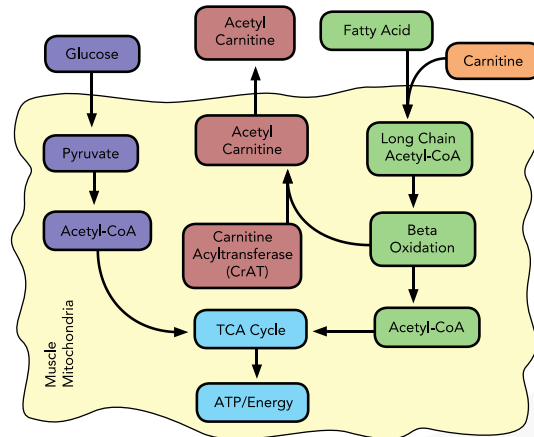 Acetyl
Carnitine
Fatty Acid
Glucose
Carnitine
Acetyl
Carnitine
Long Chain
Acetyl-CoA
Pyruvate
Acetyl-CoA
Carnitine
Acyltransferase
(CrAT)
Beta
Oxidation
TCA Cycle
Acetyl-CoA
Muscle
Mitochondria
ATP/Energy